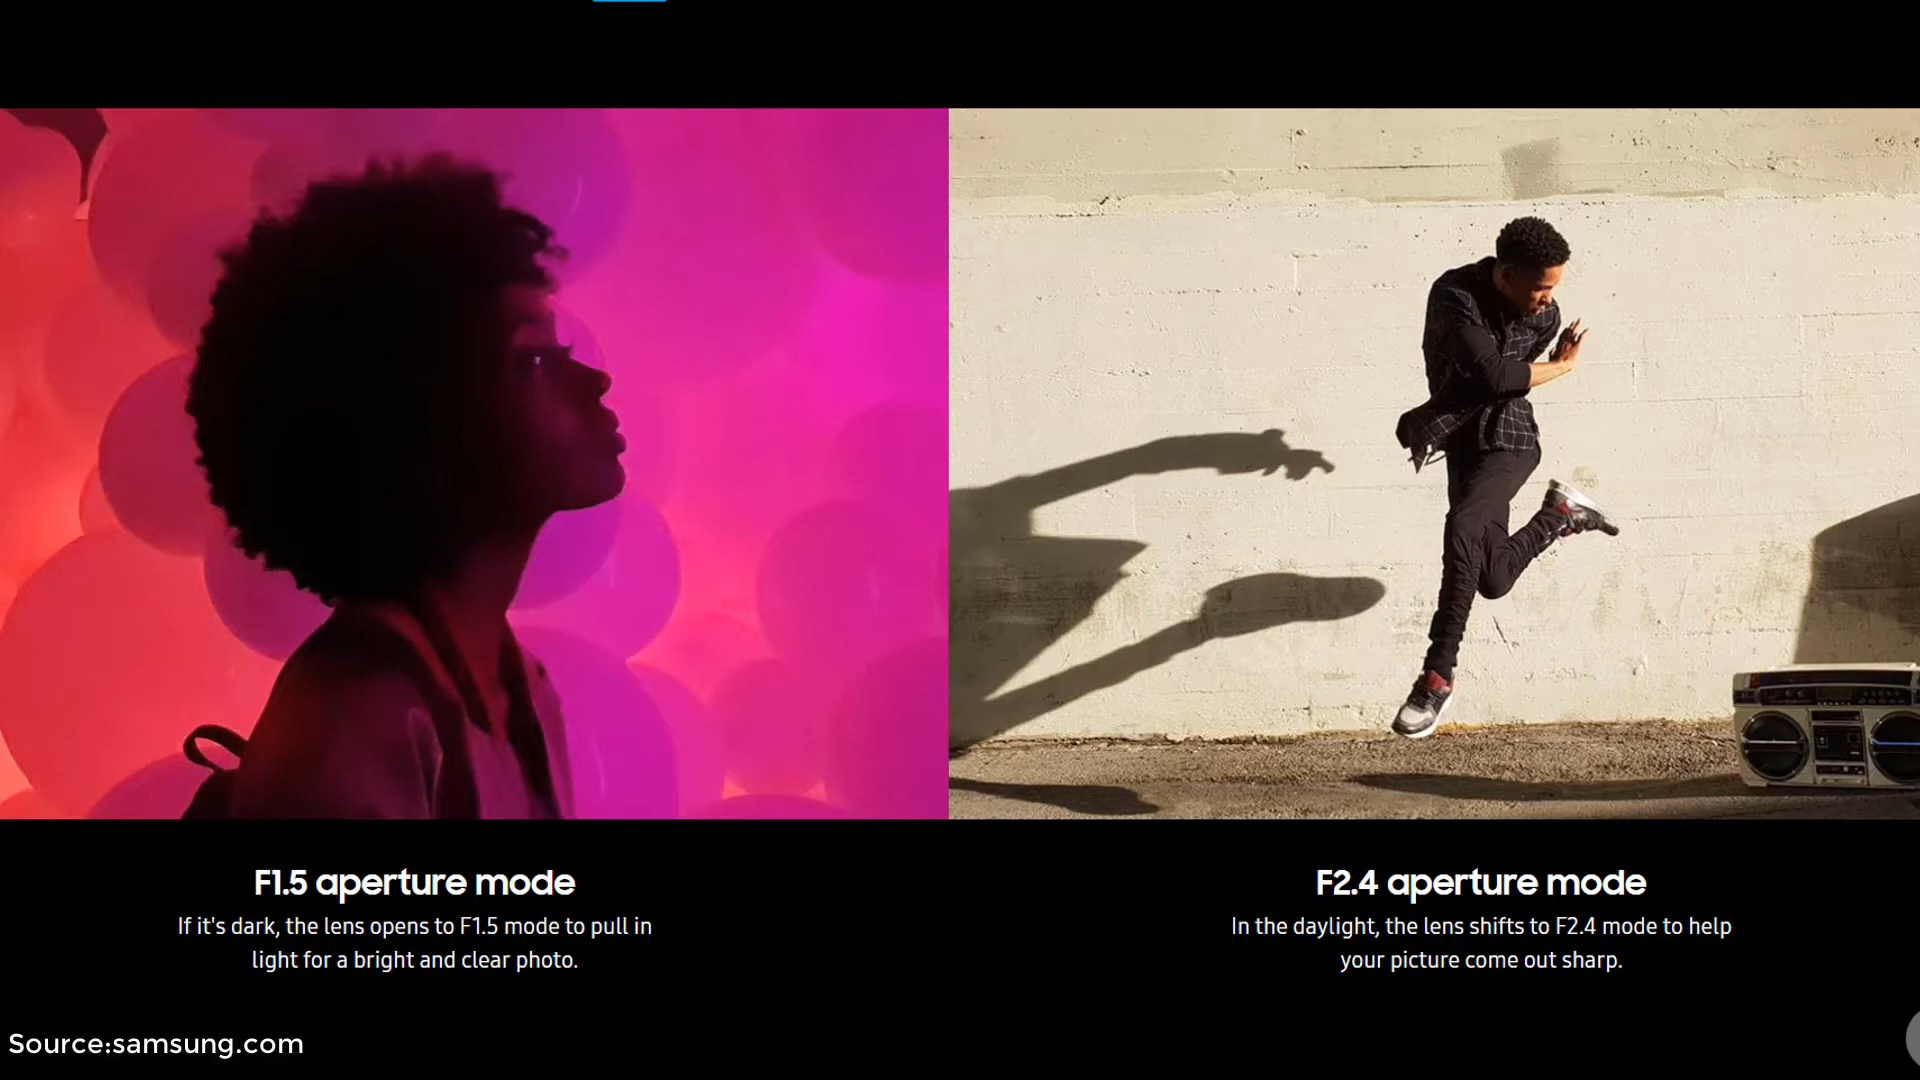 F1.5 aperture mode
If it's dark, the lens opens to F1.5 mode to pull in
light for a bright and clear photo.
F2.4 aperture mode
In the daylight, the lens shifts to F2.4 mode to help
your picture come out sharp.
Source:samsung.com